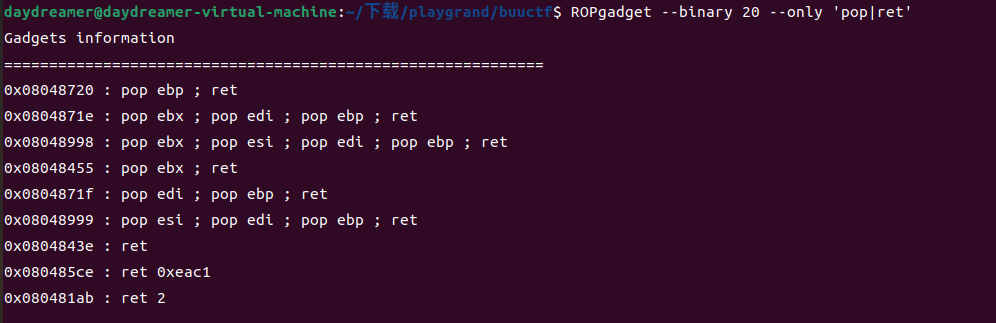 daydreamer@daydreamer-virtual-machine:~/下载/playgrand/buuctf$ ROPgadget --binary 20 --only 'pop|ret'
Gadgets information
============================================================
0x08048720 : pop ebp ; ret
0x0804871e : pop ebx ; pop edi ; pop ebp ; ret
0x08048998 : pop ebx ; pop esi ; pop edi ; pop ebp ; ret
0x08048455 : pop ebx ; ret
0x0804871f : pop edi ; pop ebp ; ret
0x08048999 : pop esi ; pop edi ; pop ebp ; ret
0x0804843e : ret
0x080485ce : ret 0xeac1
0x080481ab : ret 2